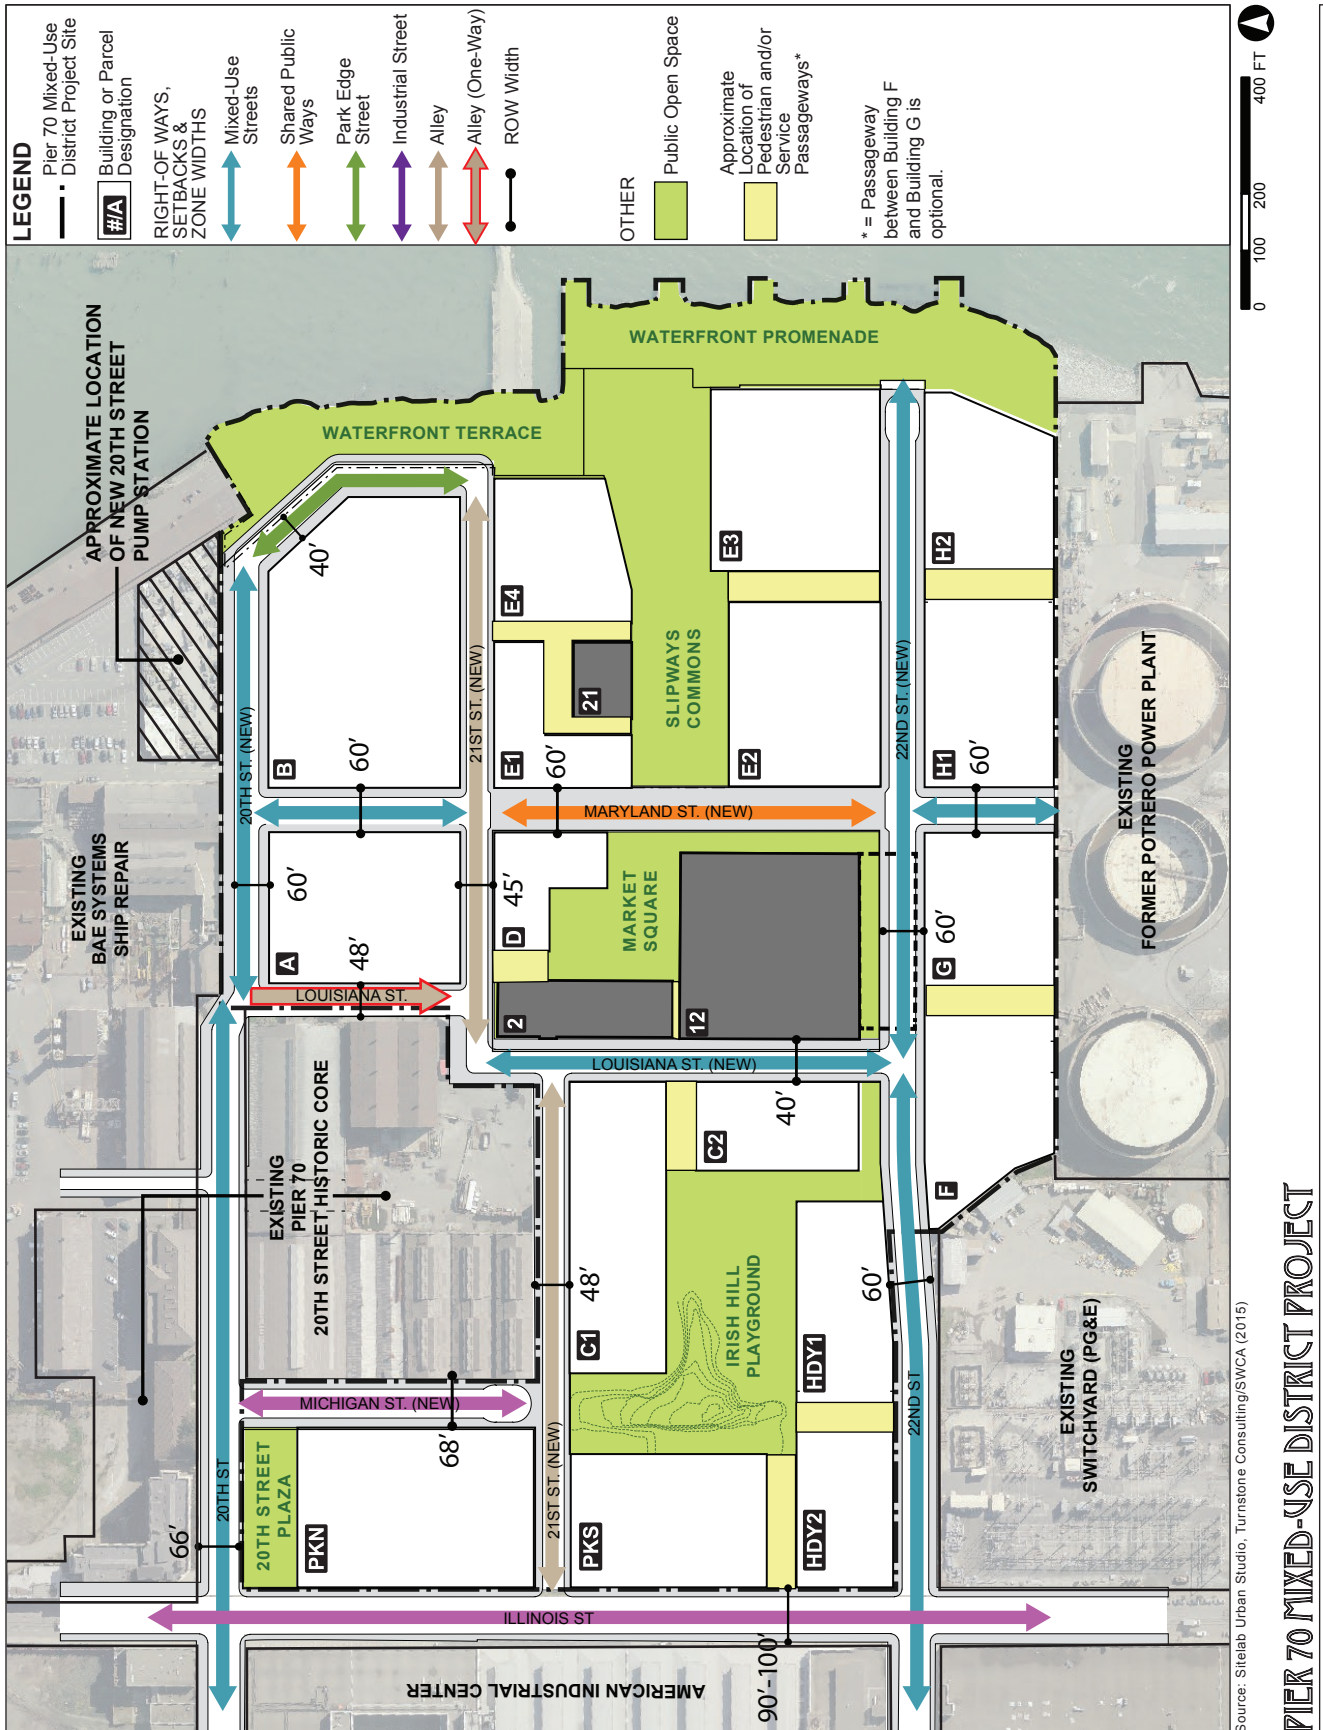 LEGEND
Pier 70 Mixed-Use
District Project Site
#/A
Building or Parcel
Designation
RIGHT-OF WAYS,
SETBACKS &
ZONE WIDTHS
Mixed-Use
Streets
Shared Public
Ways
Park Edge
Street
Industrial Street
Alley
Alley (One-Way)
ROW Width
OTHER
Public Open Space
Approximate
Location of
Pedestrian and/or
Service
Passageways*
* = Passageway
between Building F
and Building G is
optional.
0
100
200
400 FT
APPROXIMATE LOCATION
OF NEW 20TH STREET
PUMP STATION
EXISTING
BAE SYSTEMS
SHIP REPAIR
EXISTING
PIER 70
20TH STREET HISTORIC CORE
66'
20TH ST
20TH ST. (NEW)
WATERFRONT TERRACE
WATERFRONT PROMENADE
40'
B
60'
A
60'
48'
LOUISIANA ST.
MICHIGAN ST. (NEW)
68'
20TH STREET
PLAZA
PKN
21ST ST. (NEW)
21ST ST. (NEW)
45'
48'
E4
21
E1
60'
D
2
C1
PKS
MARYLAND ST. (NEW)
MARKET
SQUARE
SLIPWAYS
COMMONS
12
LOUISIANA ST. (NEW)
40'
C2
IRISH HILL
PLAYGROUND
E3
E2
HDY1
HDY2
22ND ST. (NEW)
22ND ST
60'
H2
H1
60'
G
60'
F
ILLINOIS ST
90'-100'
AMERICAN INDUSTRIAL CENTER
EXISTING
FORMER POTRERO POWER PLANT
EXISTING
SWITCHYARD (PG&E)
Source: Sitelab Urban Studio, Turnstone Consulting/SWCA (2015)
PIER 70 MIXED-USE DISTRICT PROJECT